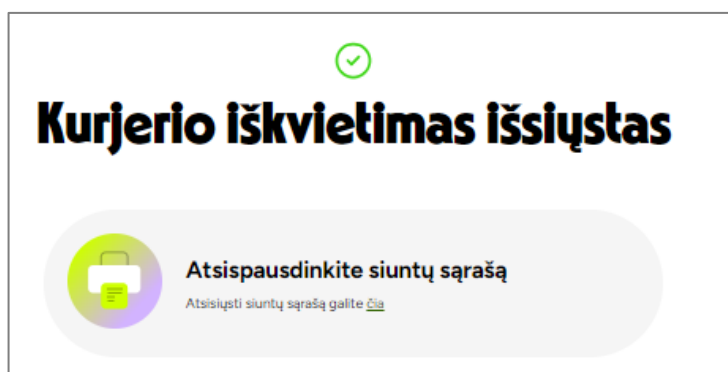 Kurjerio iškvietimas išsiųstas
Atsispausdinkite siuntų sąrašą
Atsisiųsti siuntų sąrašą galite čia